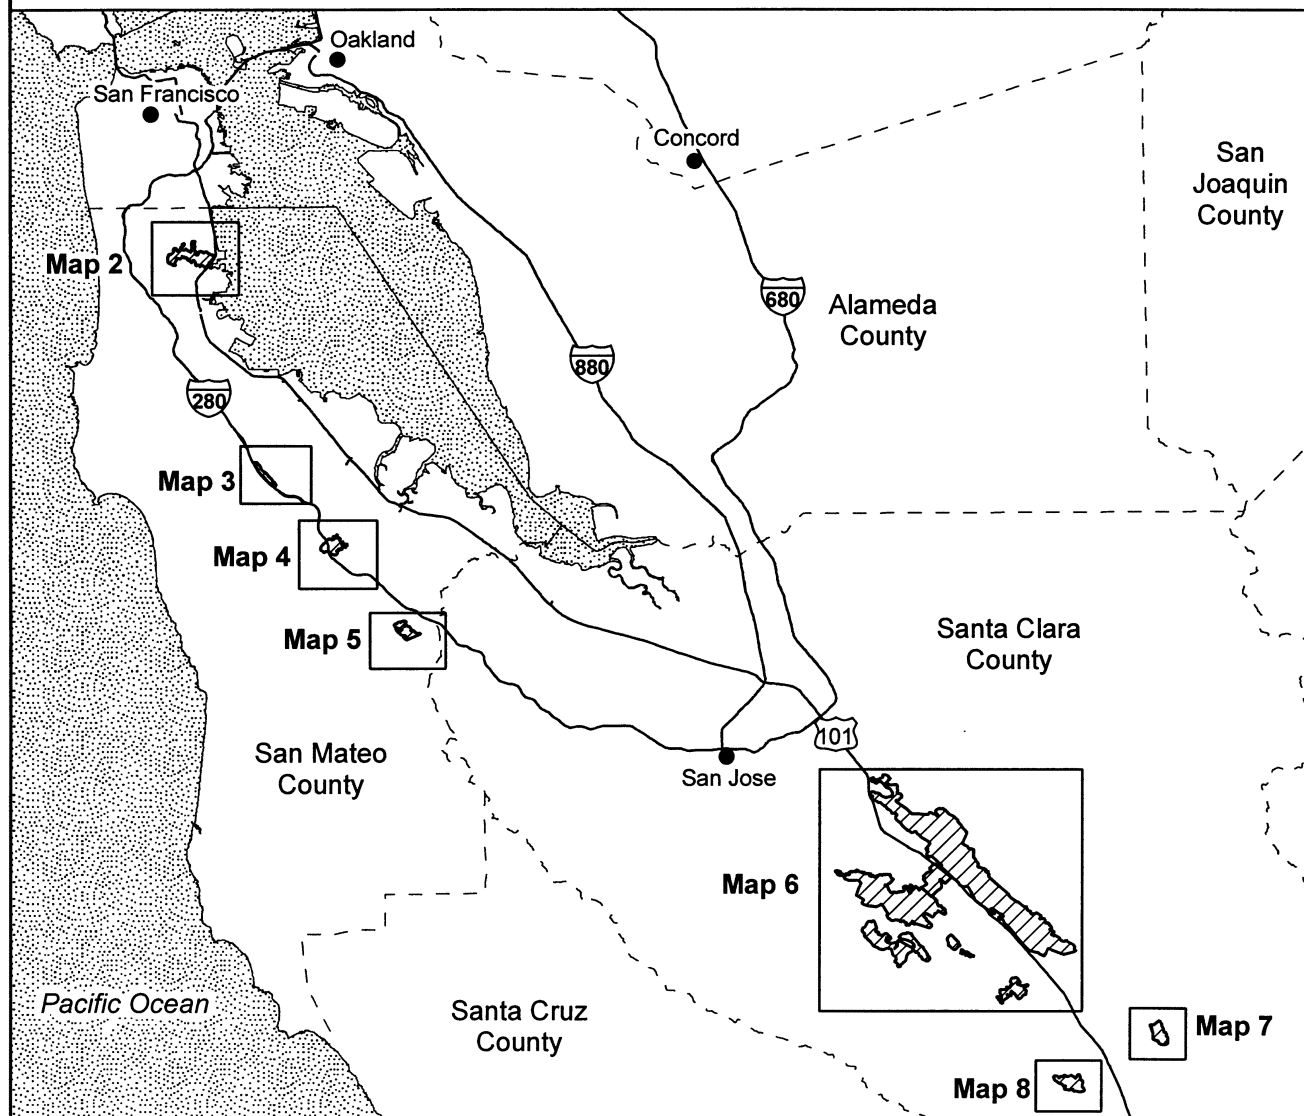 Oakland
San Francisco
Concord
San
Joaquin
County
Map 2
680
Alameda
County
880
280
Map 3
Map 4
Map 5
Santa Clara
County
101
San Mateo
County
San Jose
Map 6
Pacific Ocean
Santa Cruz
County
Map 7
Map 8